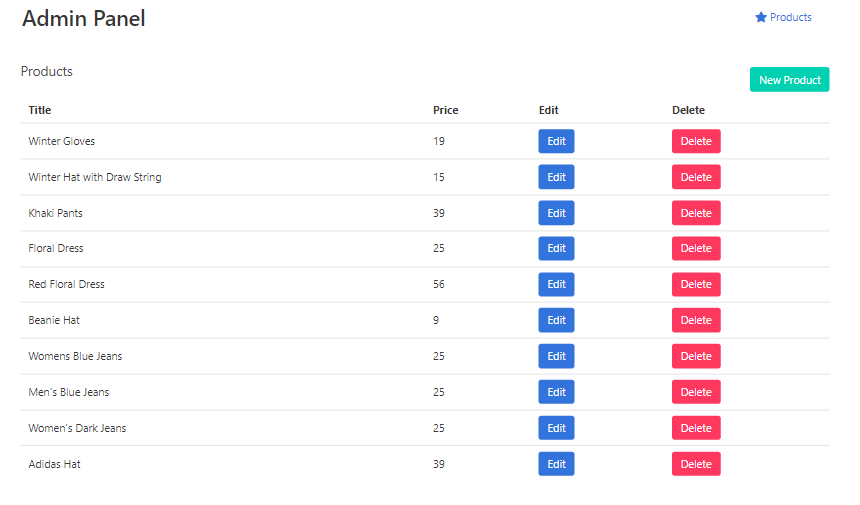 Admin Panel
Products
Products
New Product
Title Price Edit Delete
Winter Gloves 19 Edit Delete
Winter Hat with Draw String 15 Edit Delete
Khaki Pants 39 Edit Delete
Floral Dress 25 Edit Delete
Red Floral Dress 56 Edit Delete
Beanie Hat 9 Edit Delete
Womens Blue Jeans 25 Edit Delete
Men's Blue Jeans 25 Edit Delete
Women's Dark Jeans 25 Edit Delete
Adidas Hat 39 Edit Delete